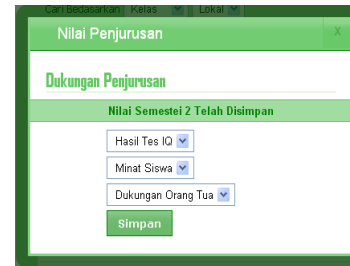 Cari Bedasarkan Kelas Lokal
Nilai Penjurusan X
Dukungan Penjurusan
Nilai Semestei 2 Telah Disimpan
Hasil Tes IQ
Minat Siswa
Dukungan Orang Tua
Simpan